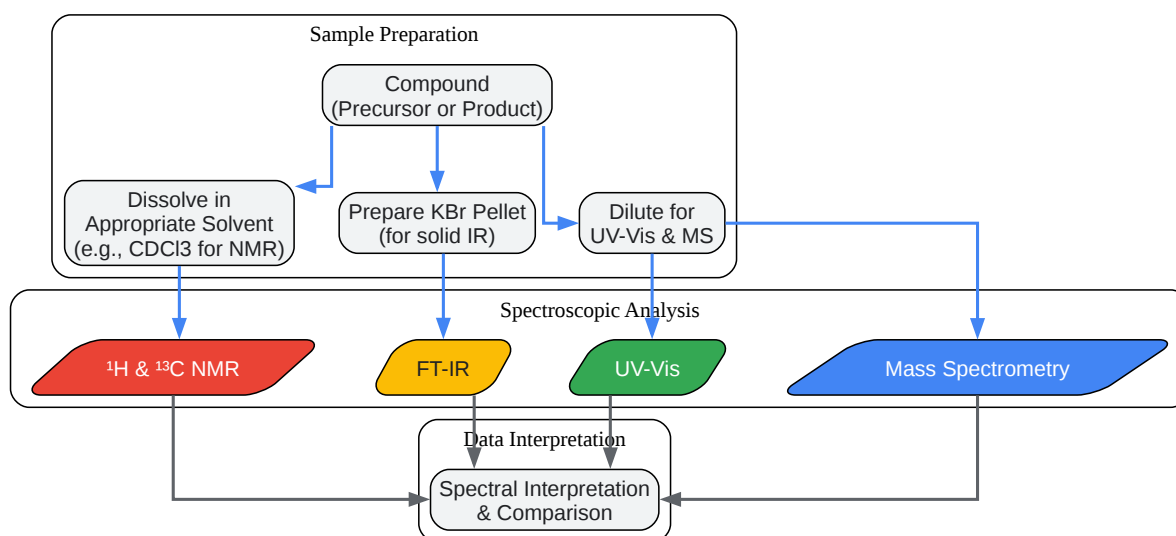 Sample Preparation
Compound
(Precursor or Product)
Dissolve in
Appropriate Solvent
(e.g., CDCl3 for NMR)
Prepare KBr Pellet
(for solid IR)
Dilute for
UV-Vis & MS
Spectroscopic Analysis
¹H & ¹³C NMR
FT-IR
UV-Vis
Mass Spectrometry
Data Interpretation
Spectral Interpretation
& Comparison